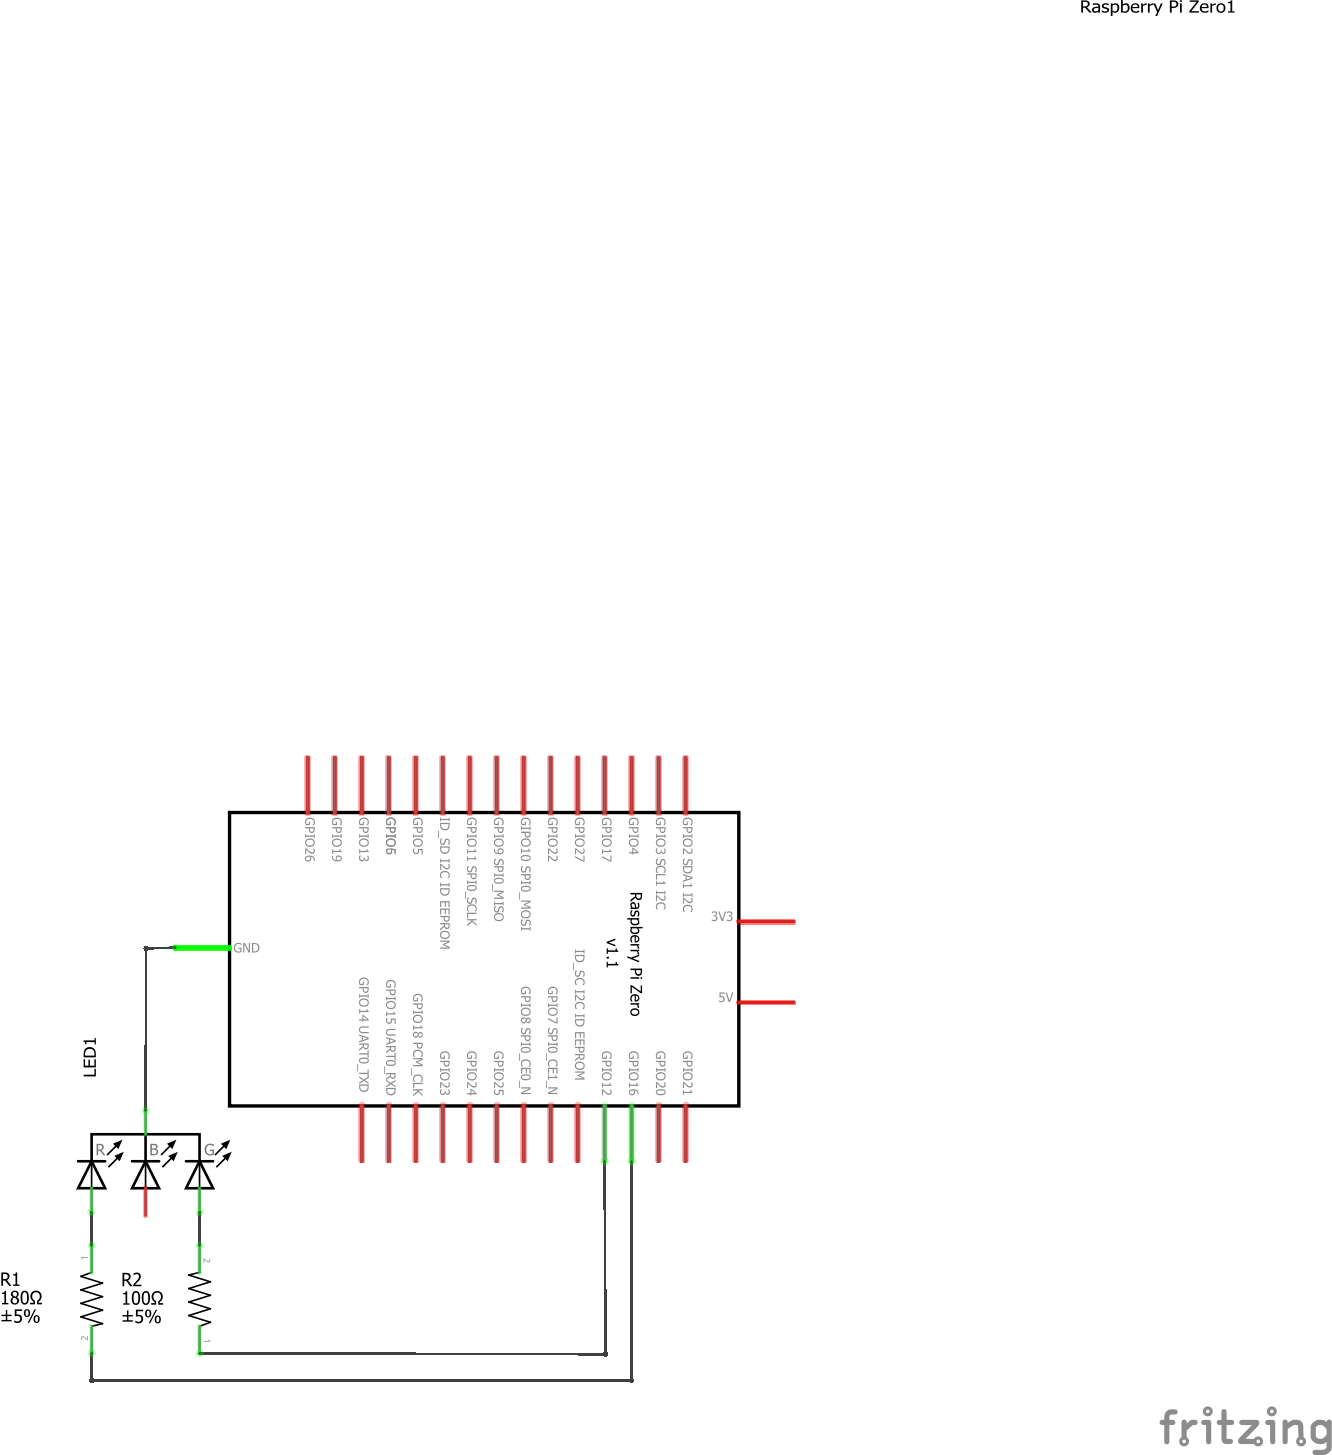 Raspberry Pi Zero1
GPIO26
GPIO19
GPIO13
GPIO6
GPIO5
ID_SD I2C ID EEPROM
GPIO11 SPI0_SCLK
GPIO9 SPI0_MISO
GIPO10 SPI0_MOSI
GPIO22
GPIO27
GPIO17
GPIO4
GPIO3 SCL1 I2C
GPIO2 SDA1 I2C
Raspberry Pi Zero
v1.1
3V3
GND
5V
GPIO14 UART0_TXD
GPIO15 UART0_RXD
GPIO18 PCM_CLK
GPIO23
GPIO24
GPIO25
GPIO8 SPI0_CE0_N
GPIO7 SPI0_CE1_N
ID_SC I2C ID EEPROM
GPIO12
GPIO16
GPIO20
GPIO21
LED1
R
B
G
1
2
R1
180Ω
±5%
R2
100Ω
±5%
2
1
fritzing